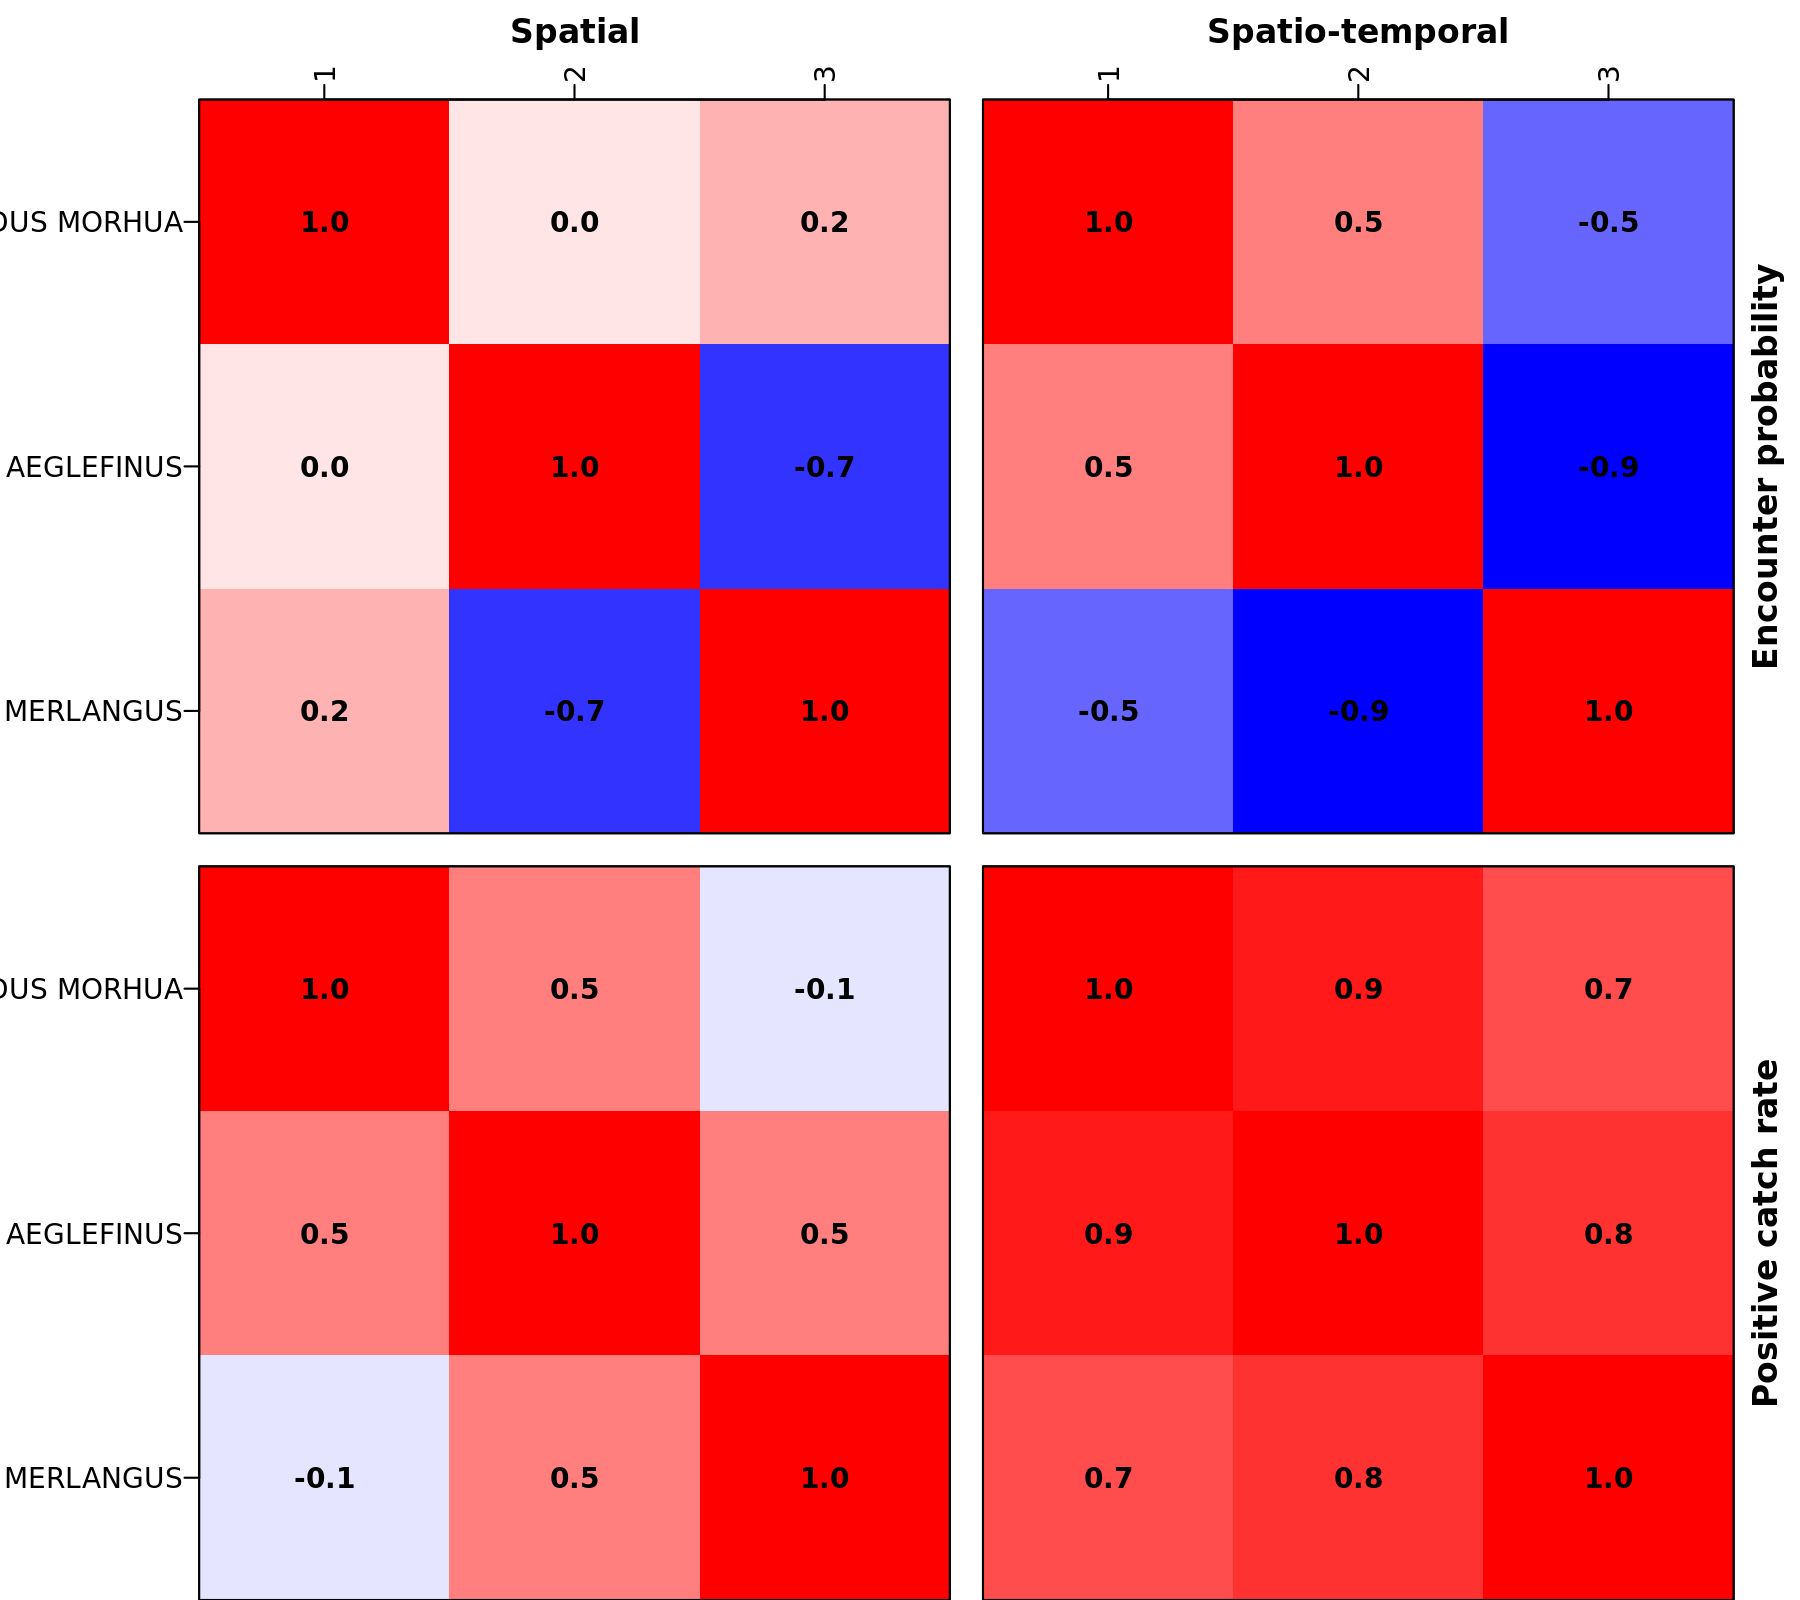 Spatial Spatio-temporal
1 2 3 1 2 3
MORHUA 1.0 0.0 0.2 1.0 0.5 -0.5
AEGLEFINUS 0.0 1.0 -0.7 0.5 1.0 -0.9
MERLANGUS 0.2 -0.7 1.0 -0.5 -0.9 1.0
Encounter probability
MORHUA 1.0 0.5 -0.1 1.0 0.9 0.7
AEGLEFINUS 0.5 1.0 0.5 0.9 1.0 0.8
MERLANGUS -0.1 0.5 1.0 0.7 0.8 1.0
Positive catch rate